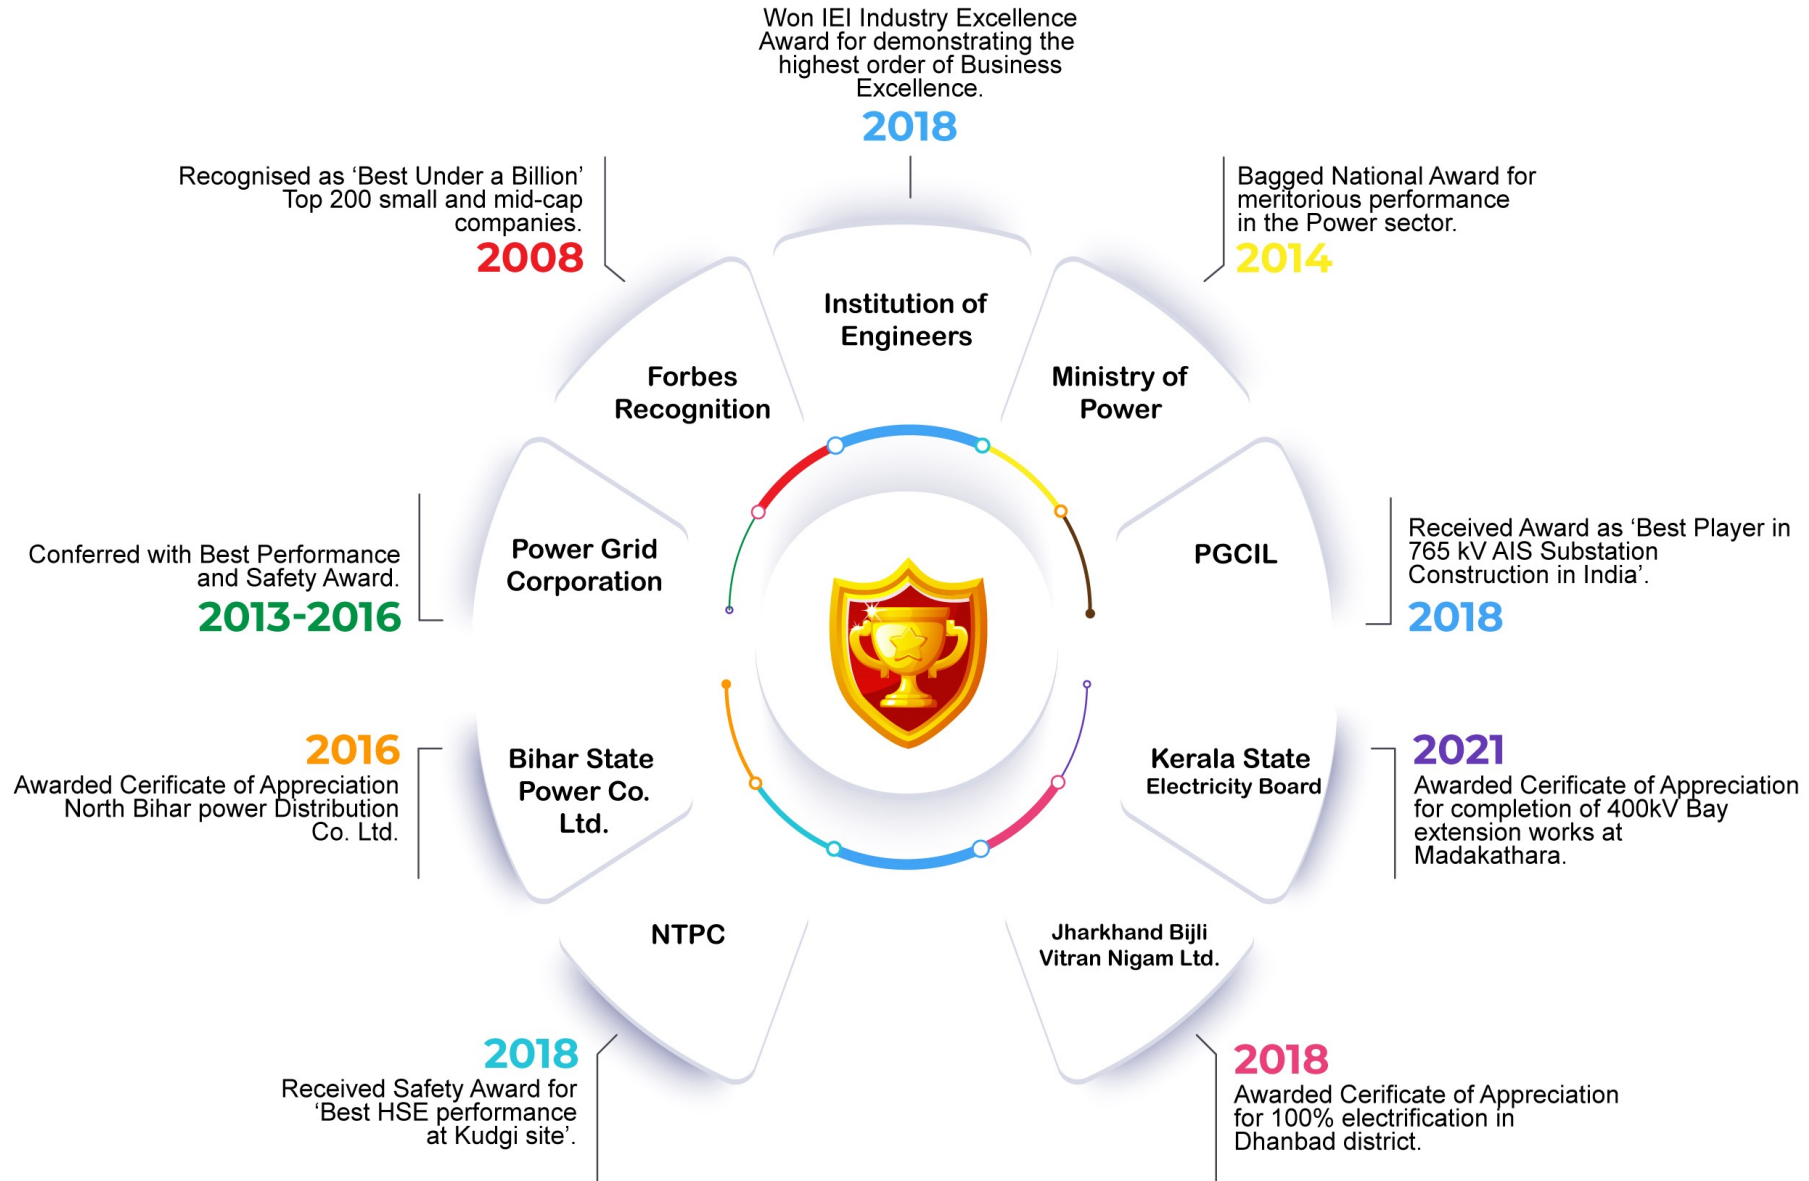 Won IEI Industry Excellence
Award for demonstrating the
highest order of Business
Excellence.
2018
Institution of
Engineers
Recognised as ‘Best Under a Billion’
Top 200 small and mid-cap
companies.
2008
Forbes
Recognition
Bagged National Award for
meritorious performance
in the Power sector.
2014
Ministry of
Power
Conferred with Best Performance
and Safety Award.
2013-2016
Power Grid
Corporation
PGCIL
Received Award as ‘Best Player in
765 kV AIS Substation
Construction in India’.
2018
2016
Awarded Cerificate of Appreciation
North Bihar power Distribution
Co. Ltd.
Bihar State
Power Co.
Ltd.
Kerala State
Electricity Board
2021
Awarded Cerificate of Appreciation
for completion of 400kV Bay
extension works at
Madakathara.
NTPC
2018
Received Safety Award for
‘Best HSE performance
at Kudgi site’.
Jharkhand Bijli
Vitran Nigam Ltd.
2018
Awarded Cerificate of Appreciation
for 100% electrification in
Dhanbad district.